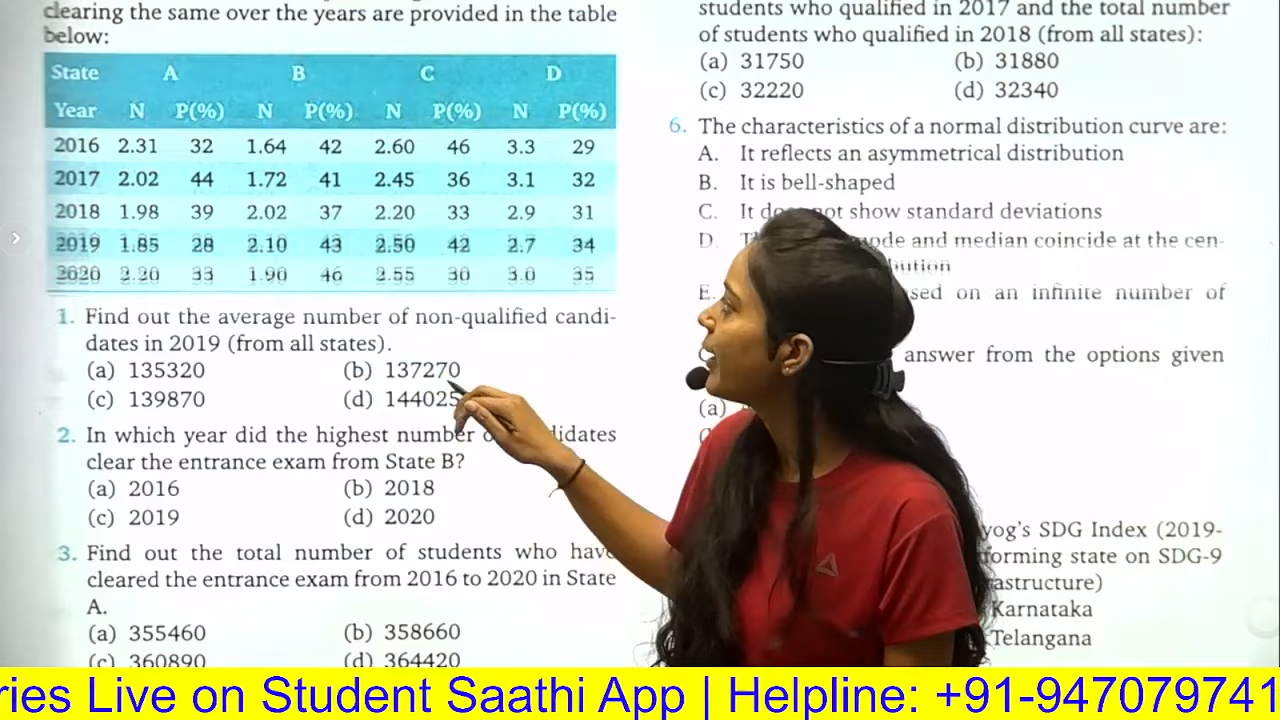 clearing the same over the years are provided in the table
below:
State A B C D
Year N P(%) N P(%) N P(%) N P(%)
2016 2.31 32 1.64 42 2.60 46 3.3 29
2017 2.02 44 1.72 41 2.45 36 3.1 32
2018 1.98 39 2.02 37 2.20 33 2.9 31
2019 1.85 28 2.10 43 2.50 42 2.7 34
2020 2.20 33 1.90 46 2.55 30 3.0 35
1. Find out the average number of non-qualified candi-
dates in 2019 (from all states).
(a) 135320 (b) 137270
(c) 139870 (d) 144025
2. In which year did the highest number
clear the entrance exam from State B?
(a) 2016 (b) 2018
(c) 2019 (d) 2020
3. Find out the total number of students who have
cleared the entrance exam from 2016 to 2020 in State
A.
(a) 355460 (b) 358660
(c) 360890 (d) 364420
students who qualified in 2017 and the total number
of students who qualified in 2018 (from all states):
(a) 31750 (b) 31880
(c) 32220 (d) 32340
6. The characteristics of a normal distribution curve are:
A. It reflects an asymmetrical distribution
B. It is bell-shaped
C. It not show standard deviations
D. and median coincide at the cen-
E. on an infinite number of
answer from the options given
(a)
SDG Index (2019-
state on SDG-9
Karnataka
Telangana
ries Live on Student Saathi App | Helpline: +91-947079741